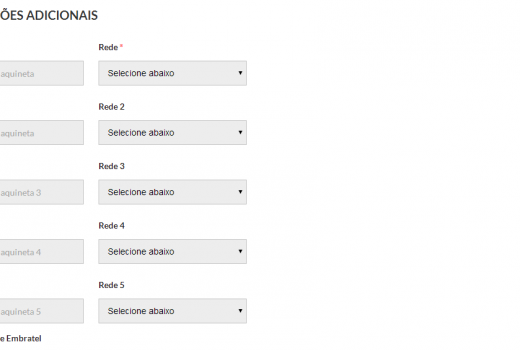 ÕES ADICIONAIS
Rede *
aquineta Selecione abaixo
Rede 2
aquineta Selecione abaixo
Rede 3
aquineta 3 Selecione abaixo
Rede 4
aquineta 4 Selecione abaixo
Rede 5
aquineta 5 Selecione abaixo
e Embratel